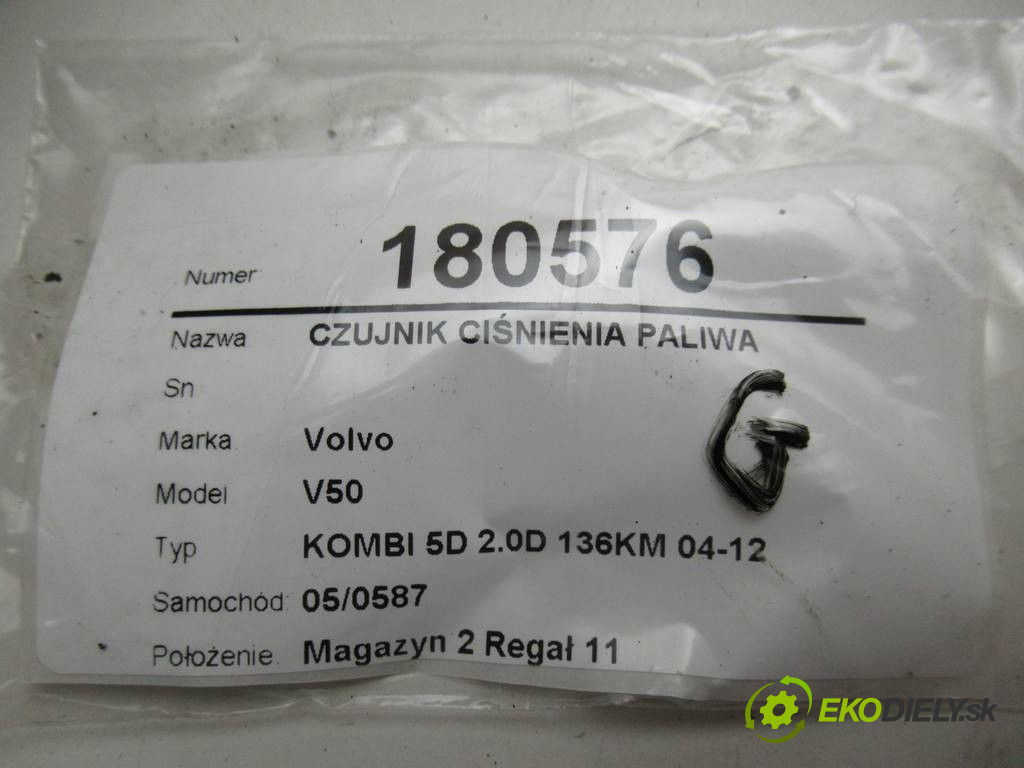 Numer 180576
Nazwa CZUJNIK CIŚNIENIA PALIWA
Sn
G
Marka Volvo
Model V50
Typ KOMBI 5D 2.0D 136KM 04-12
Samochód: 05/0587
Położenie. Magazyn 2 Regał 11
EKODIELY.sk